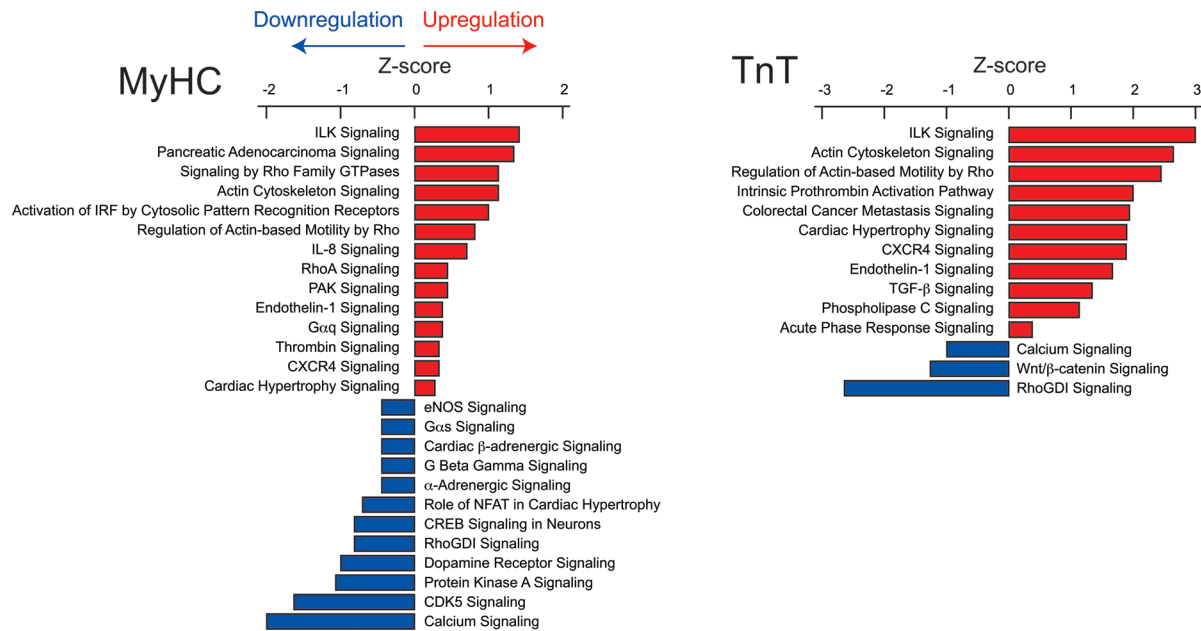 Downregulation
Upregulation
MyHC
Z-score
-2 -1 0 1 2
ILK Signaling
Pancreatic Adenocarcinoma Signaling
Signaling by Rho Family GTPases
Actin Cytoskeleton Signaling
Activation of IRF by Cytosolic Pattern Recognition Receptors
Regulation of Actin-based Motility by Rho
IL-8 Signaling
RhoA Signaling
PAK Signaling
Endothelin-1 Signaling
Gαq Signaling
Thrombin Signaling
CXCR4 Signaling
Cardiac Hypertrophy Signaling
eNOS Signaling
Gαs Signaling
Cardiac β-adrenergic Signaling
G Beta Gamma Signaling
α-Adrenergic Signaling
Role of NFAT in Cardiac Hypertrophy
CREB Signaling in Neurons
RhoGDI Signaling
Dopamine Receptor Signaling
Protein Kinase A Signaling
CDK5 Signaling
Calcium Signaling
TnT
Z-score
-3 -2 -1 0 1 2 3
ILK Signaling
Actin Cytoskeleton Signaling
Regulation of Actin-based Motility by Rho
Intrinsic Prothrombin Activation Pathway
Colorectal Cancer Metastasis Signaling
Cardiac Hypertrophy Signaling
CXCR4 Signaling
Endothelin-1 Signaling
TGF-β Signaling
Phospholipase C Signaling
Acute Phase Response Signaling
Calcium Signaling
Wnt/β-catenin Signaling
RhoGDI Signaling